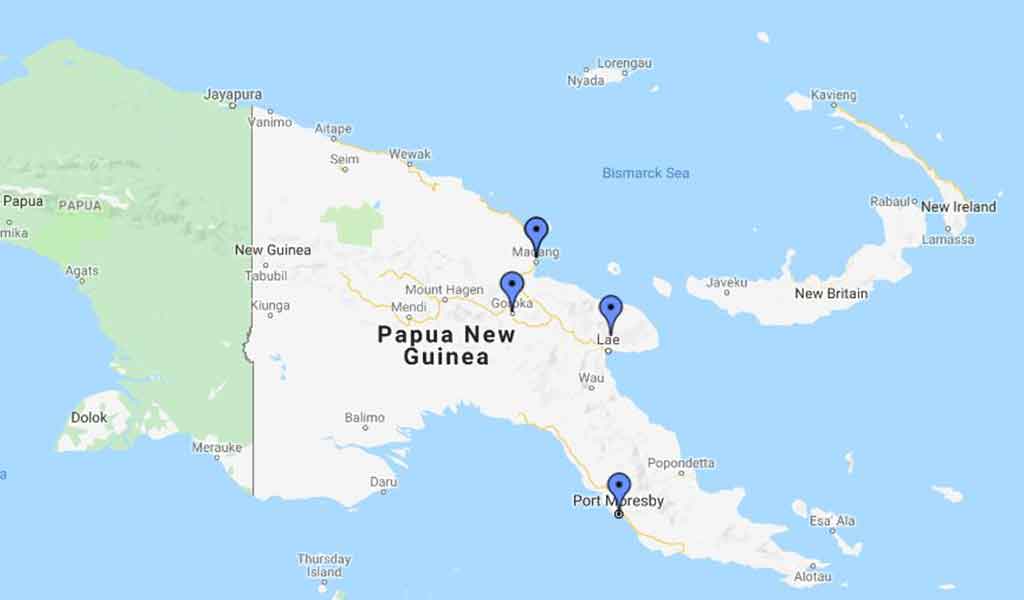 Lorengau
Nyada
Jayapura
Kavieng
Vanimo
Aitape
Wewak
Seim
Bismarck Sea
Papua
PAPUA
Rabaul
New Ireland
mika
Lamassa
New Guinea
Madang
Agats
Tabubil
Javeku
Mount Hagen
New Britain
Kiunga
Mendi
Goroka
Papua New
Guinea
Lae
Wau
Dolok
Balimo
Merauke
Popondetta
a
Daru
Port Moresby
Esa' Ala
Thursday
Island
Alotau